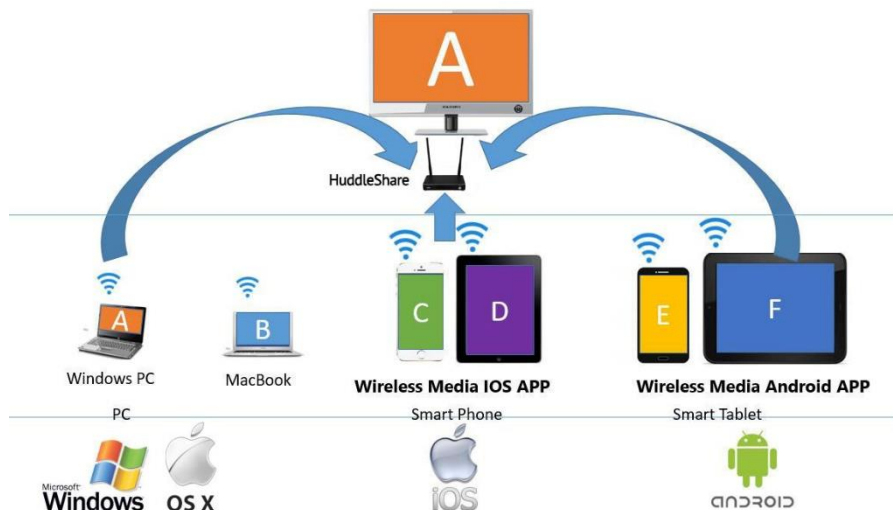 A
HuddleShare
A
B
C
D
E
F
Windows PC
MacBook
Wireless Media IOS APP
Wireless Media Android APP
PC
Smart Phone
Smart Tablet
Microsoft
Windows
OS X
iOS
ANDROID